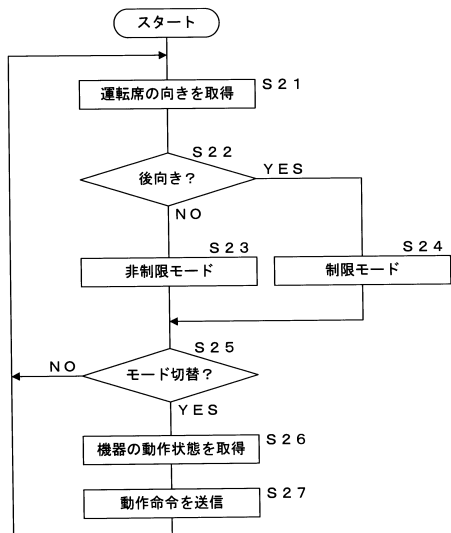 スタート
S21
運転席の向きを取得
S22
後向き?
YES
NO
S23
非制限モード
S24
制限モード
S25
モード切替?
NO
YES
S26
機器の動作状態を取得
S27
動作命令を送信